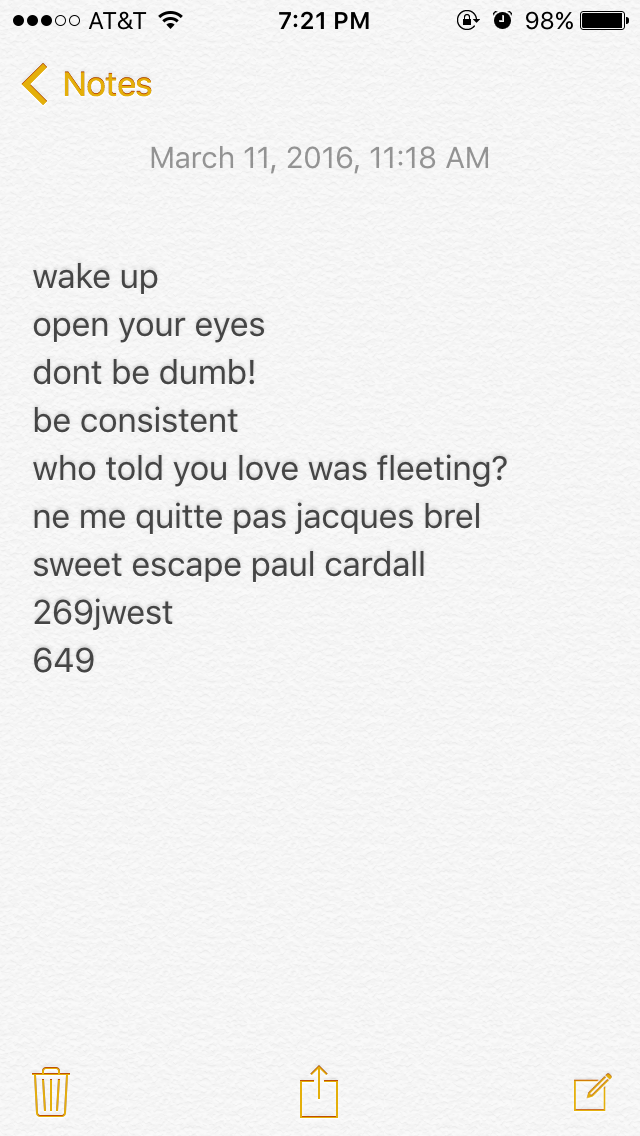 AT&T 7:21 PM 98%
Notes
March 11, 2016, 11:18 AM
wake up
open your eyes
dont be dumb!
be consistent
who told you love was fleeting?
ne me quitte pas jacques brel
sweet escape paul cardall
269jwest
649